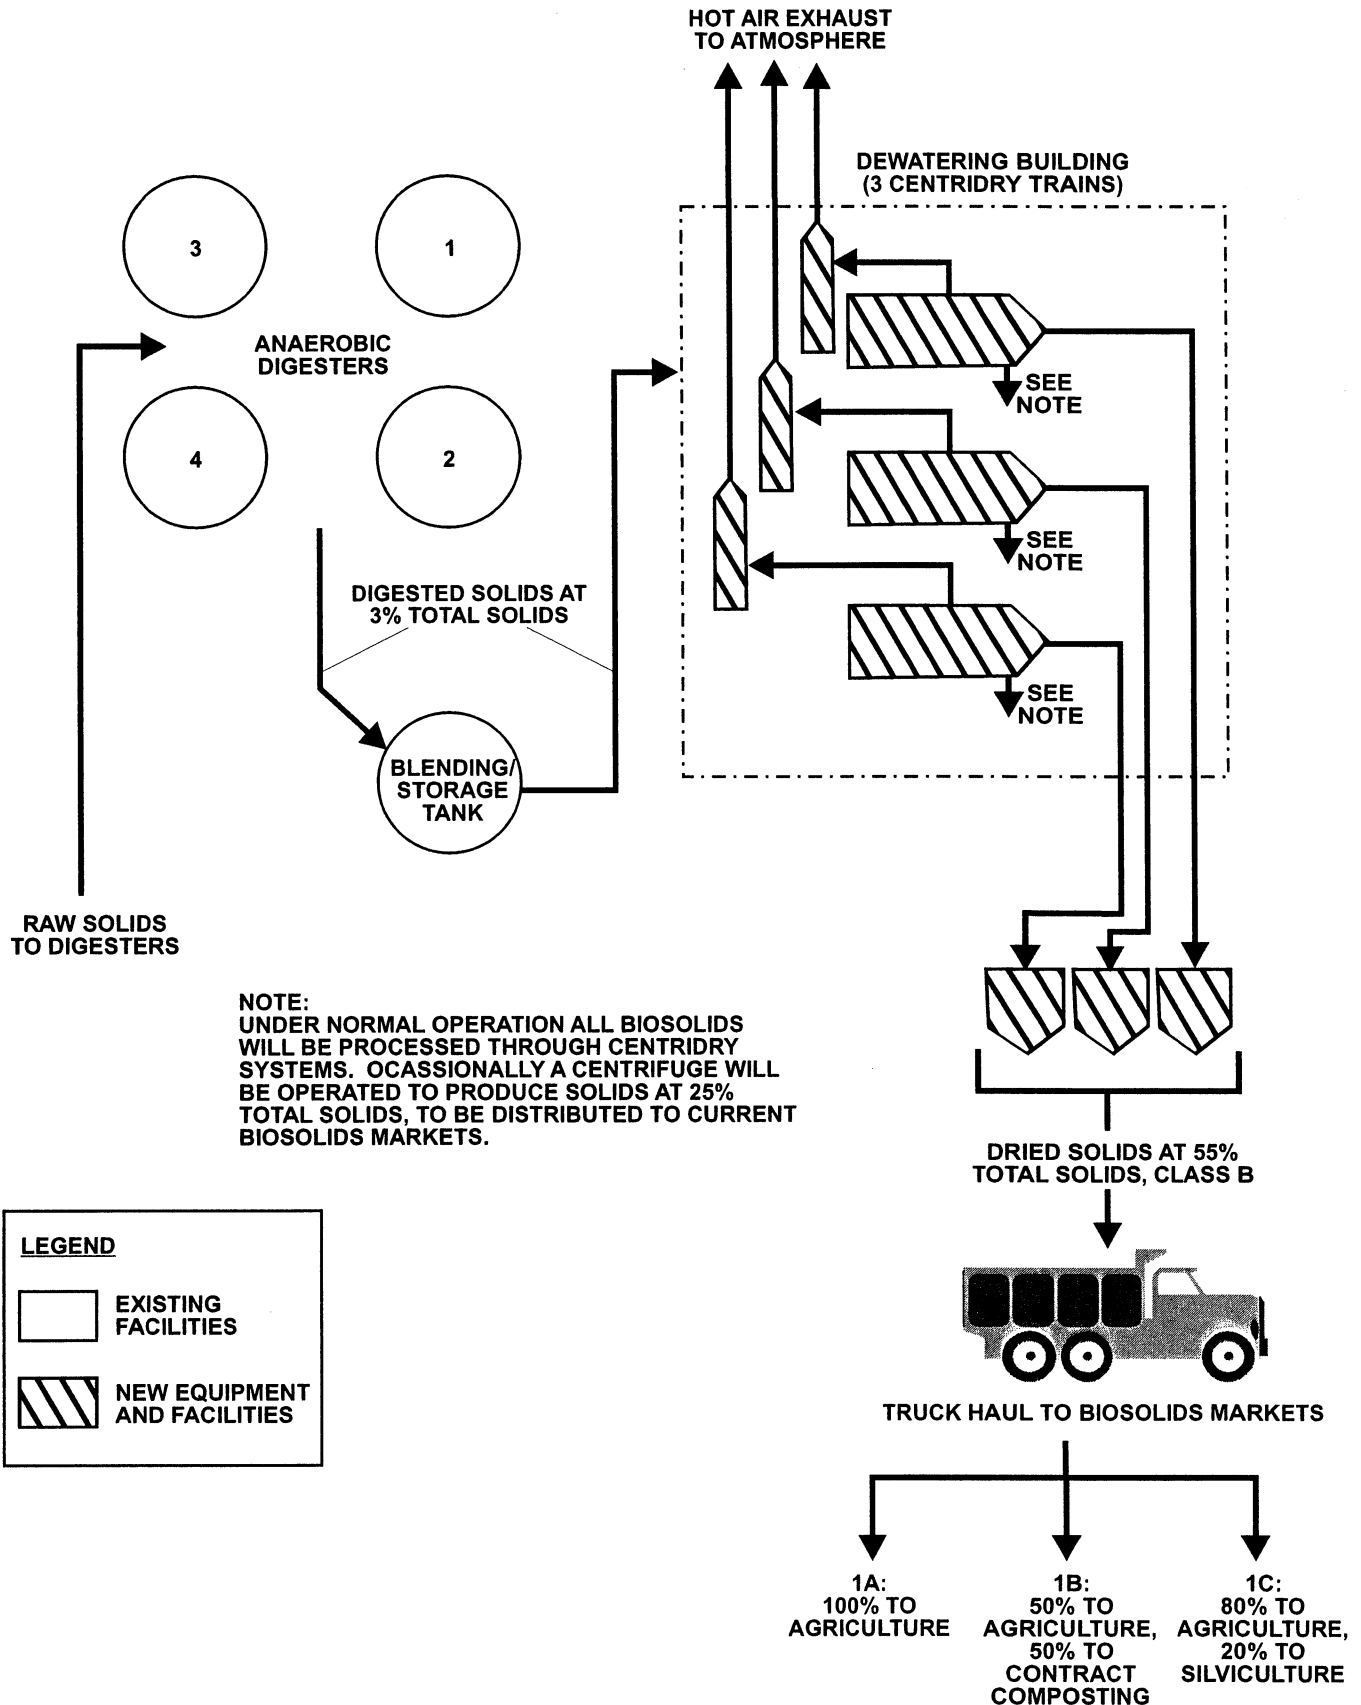 HOT AIR EXHAUST
TO ATMOSPHERE
DEWATERING BUILDING
(3 CENTRIDRY TRAINS)
3
1
ANAEROBIC
DIGESTERS
4
2
SEE
NOTE
SEE
NOTE
SEE
NOTE
DIGESTED SOLIDS AT
3% TOTAL SOLIDS
BLENDING/
STORAGE
TANK
RAW SOLIDS
TO DIGESTERS
NOTE:
UNDER NORMAL OPERATION ALL BIOSOLIDS
WILL BE PROCESSED THROUGH CENTRIDRY
SYSTEMS. OCASSIONALLY A CENTRIFUGE WILL
BE OPERATED TO PRODUCE SOLIDS AT 25%
TOTAL SOLIDS, TO BE DISTRIBUTED TO CURRENT
BIOSOLIDS MARKETS.
DRIED SOLIDS AT 55%
TOTAL SOLIDS, CLASS B
LEGEND
EXISTING
FACILITIES
NEW EQUIPMENT
AND FACILITIES
TRUCK HAUL TO BIOSOLIDS MARKETS
1A:
100% TO
AGRICULTURE
1B:
50% TO
AGRICULTURE,
50% TO
CONTRACT
COMPOSTING
1C:
80% TO
AGRICULTURE,
20% TO
SILVICULTURE